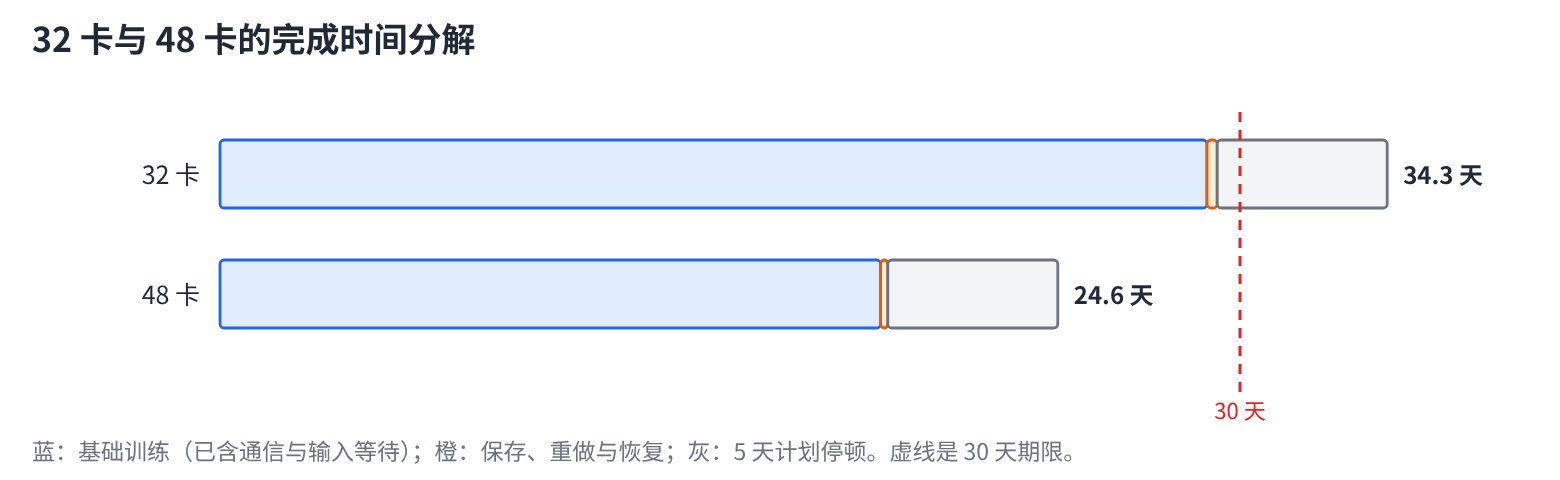 32 卡与 48 卡的完成时间分解
32 卡
34.3 天
48 卡
24.6 天
30 天
蓝：基础训练（已含通信与输入等待）；橙：保存、重做与恢复；灰：5 天计划停顿。虚线是 30 天期限。